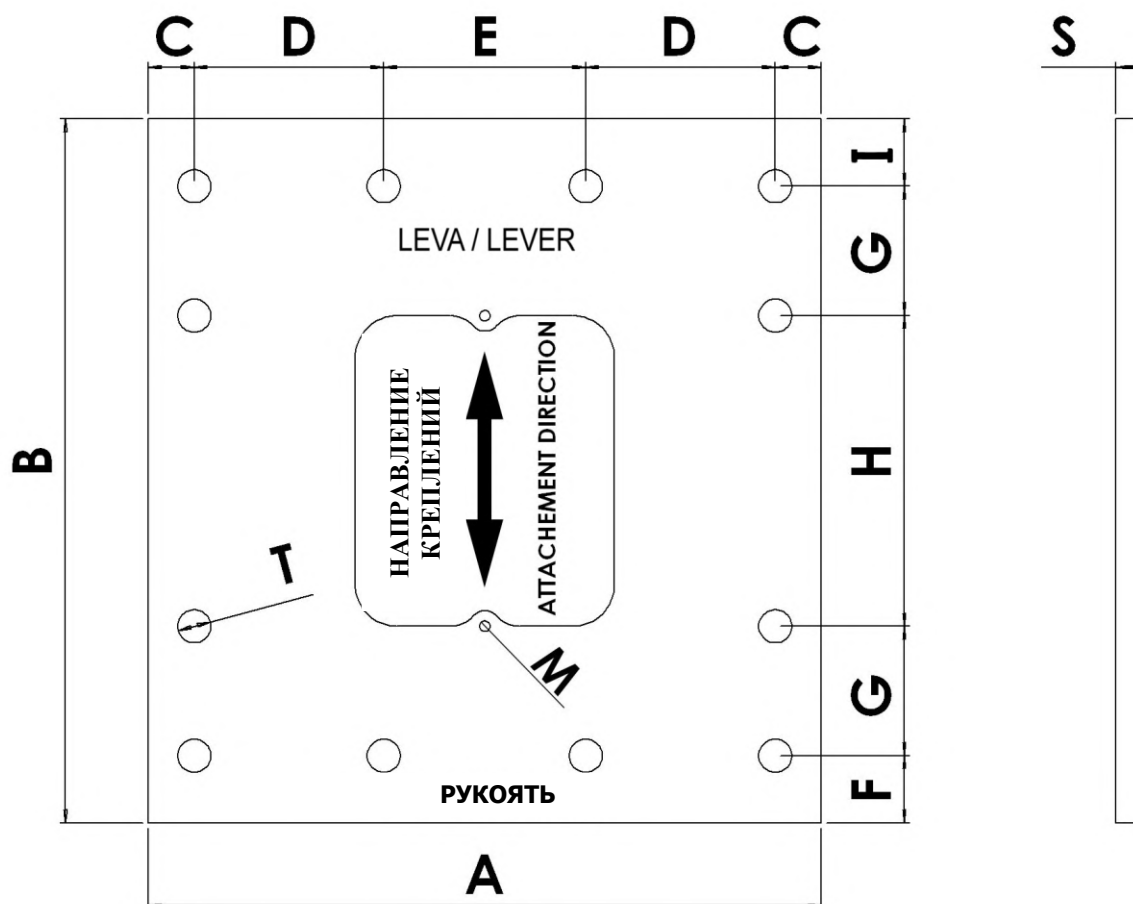 C D E D C S
I
LEVA / LEVER
G
НАПРАВЛЕНИЕ
КРЕПЛЕНИЙ
ATTACHEMENT DIRECTION
B
H
T
M
G
РУКОЯТЬ
F
A